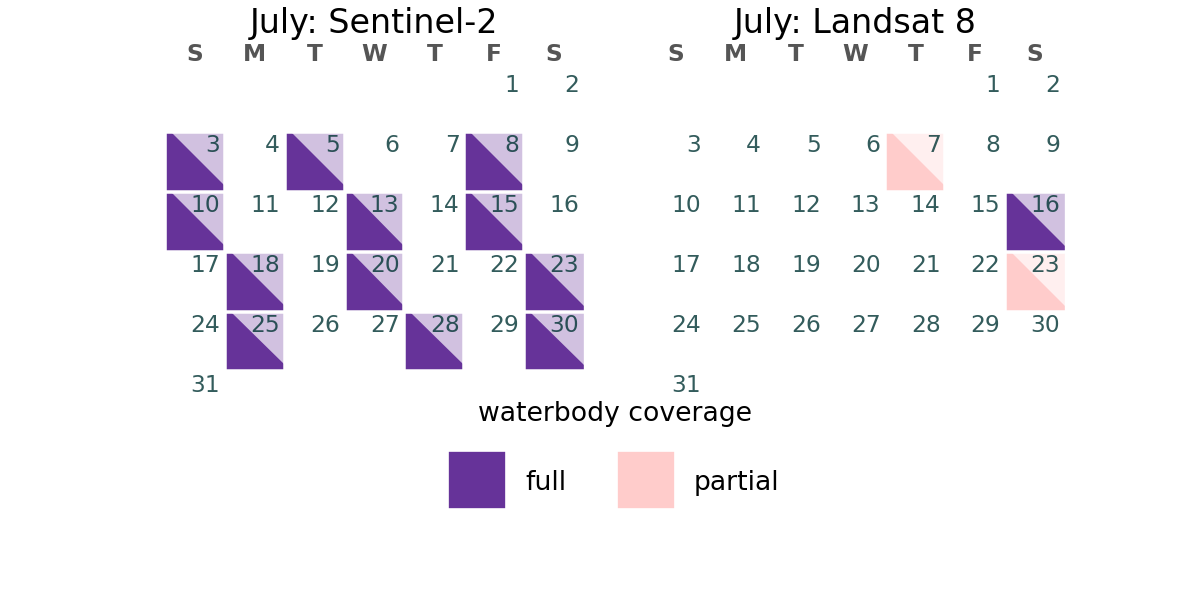 July: Sentinel-2
S M T W T F S
1 2
3 4 5 6 7 8 9
10 11 12 13 14 15 16
17 18 19 20 21 22 23
24 25 26 27 28 29 30
31
July: Landsat 8
S M T W T F S
1 2
3 4 5 6 7 8 9
10 11 12 13 14 15 16
17 18 19 20 21 22 23
24 25 26 27 28 29 30
31
waterbody coverage
full
partial